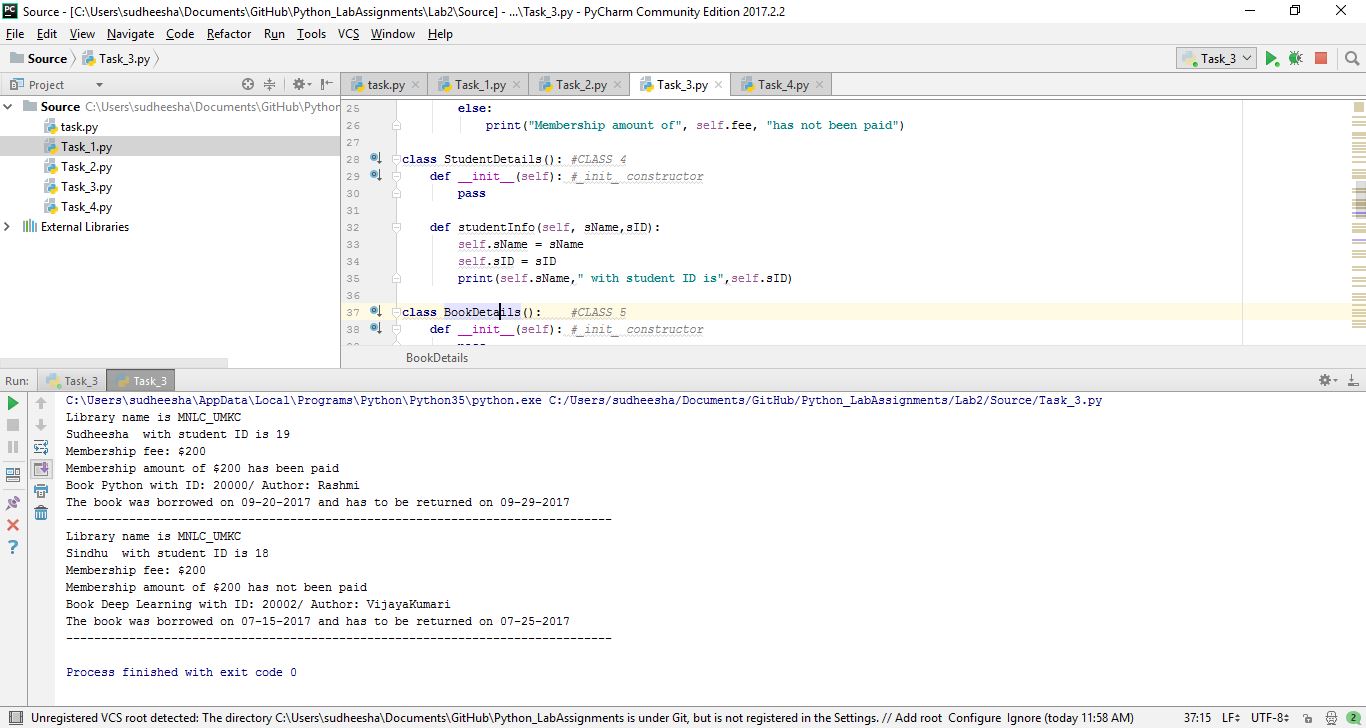 Source - [C:\Users\sudheesha\Documents\GitHub\Python_LabAssignments\Lab2\Source] - ...\Task_3.py - PyCharm Community Edition 2017.2.2
File Edit View Navigate Code Refactor Run Tools VCS Window Help
Source Task_3.py Task_3
Project task.py Task_1.py Task_2.py Task_3.py Task_4.py
Source C:\Users\sudheesha\Documents\GitHub\Python
task.py
Task_1.py
Task_2.py
Task_3.py
Task_4.py
External Libraries
25 else:
26 print("Membership amount of", self.fee, "has not been paid")
27
28 class StudentDetails(): #CLASS 4
29 def __init__(self): #_init_ constructor
30 pass
31
32 def studentInfo(self, sName,sID):
33 self.sName = sName
34 self.sID = sID
35 print(self.sName," with student ID is",self.sID)
36
37 class BookDetails(): #CLASS 5
38 def __init__(self): #_init_ constructor
BookDetails
Run: Task_3 Task_3
C:\Users\sudheesha\AppData\Local\Programs\Python\Python35\python.exe C:/Users/sudheesha/Documents/GitHub/Python_LabAssignments/Lab2/Source/Task_3.py
Library name is MNLC_UMKC
Sudheesha  with student ID is 19
Membership fee: $200
Membership amount of $200 has been paid
Book Python with ID: 20000/ Author: Rashmi
The book was borrowed on 09-20-2017 and has to be returned on 09-29-2017
------------------------------------------------------------------------------
Library name is MNLC_UMKC
Sindhu  with student ID is 18
Membership fee: $200
Membership amount of $200 has not been paid
Book Deep Learning with ID: 20002/ Author: VijayaKumari
The book was borrowed on 07-15-2017 and has to be returned on 07-25-2017
------------------------------------------------------------------------------
Process finished with exit code 0
Unregistered VCS root detected: The directory C:\Users\sudheesha\Documents\GitHub\Python_LabAssignments is under Git, but is not registered in the Settings. // Add root Configure Ignore (today 11:58 AM) 37:15 LF UTF-8 2